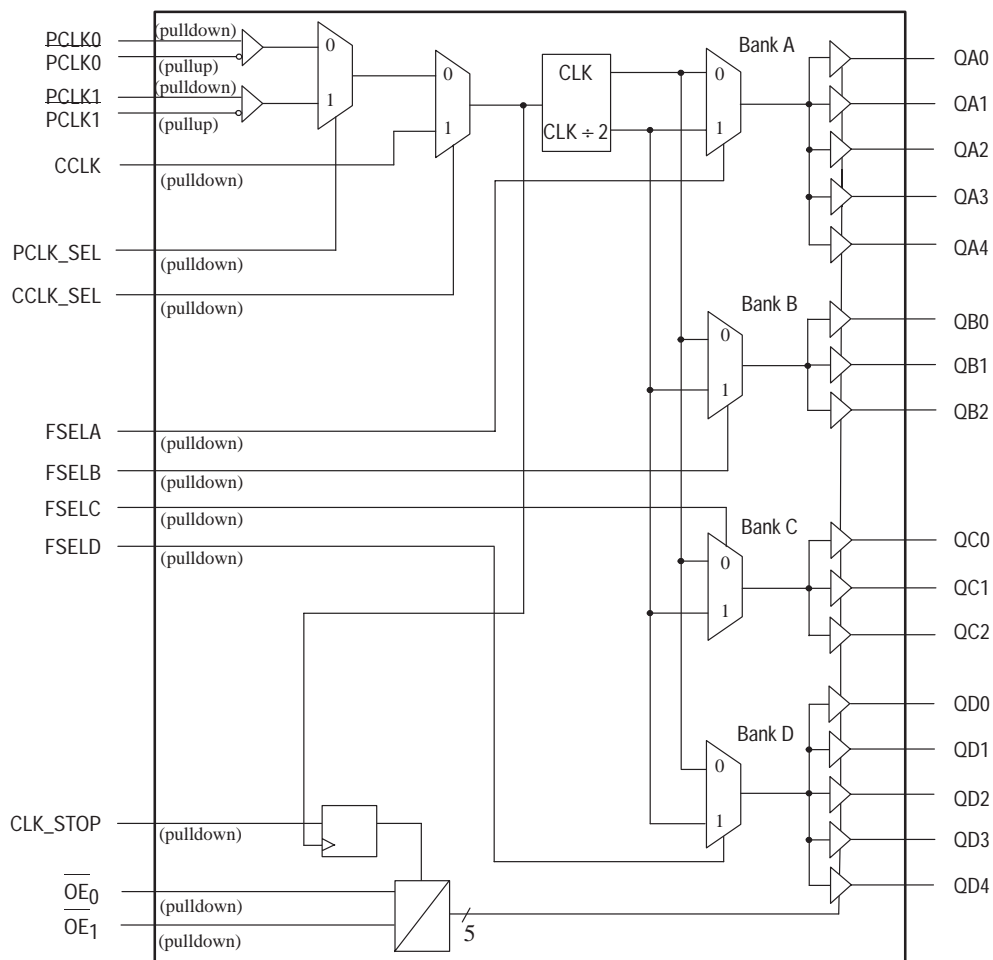 PCLK0 (pulldown)
PCLK0 (pullup)
PCLK1 (pulldown)
PCLK1 (pullup)
CCLK (pulldown)
PCLK_SEL (pulldown)
CCLK_SEL (pulldown)
0
1
0
1
CLK
CLK ÷ 2
0
1
Bank A
QA0
QA1
QA2
QA3
QA4
Bank B
0
1
QB0
QB1
QB2
FSELA (pulldown)
FSELB (pulldown)
FSELC (pulldown)
FSELD (pulldown)
Bank C
0
1
QC0
QC1
QC2
Bank D
0
1
QD0
QD1
QD2
QD3
QD4
CLK_STOP (pulldown)
OE0 (pulldown)
OE1 (pulldown)
5